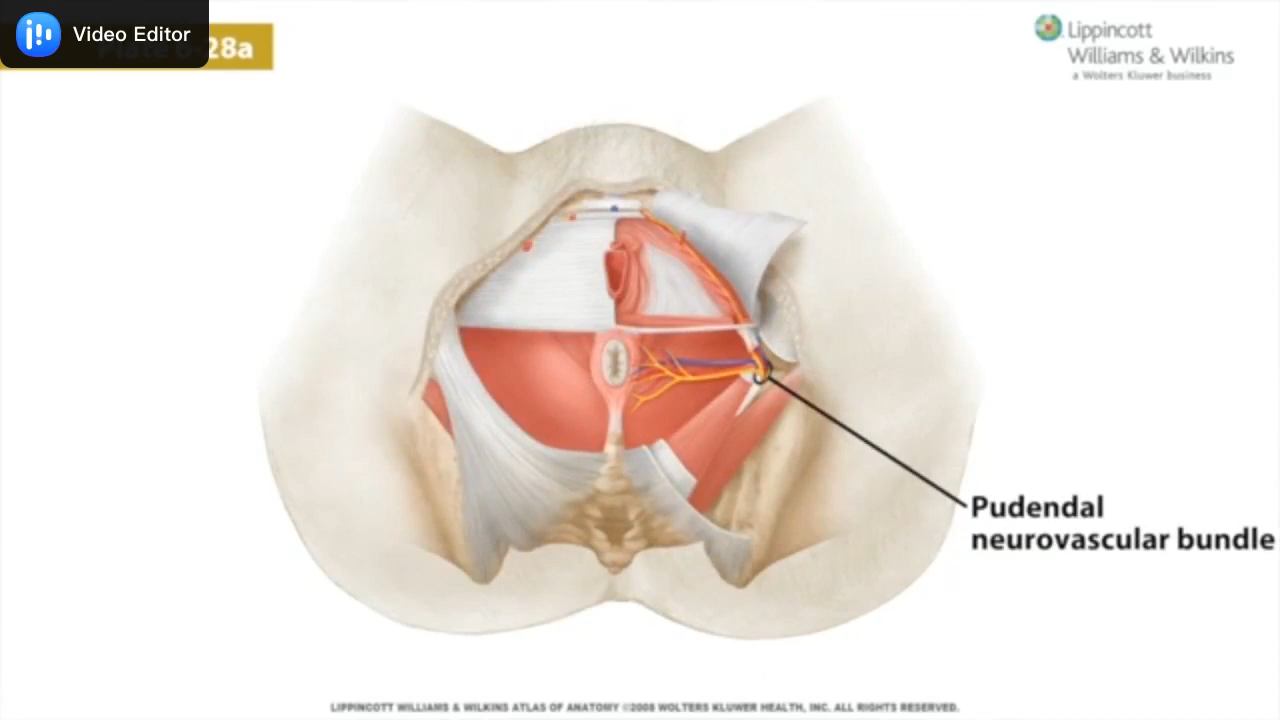 Video Editor
28a
Lippincott
Williams & Wilkins
a Wolters Kluwer business
Pudendal
neurovascular bundle
LIPPINCOTT WILLIAMS & WILKINS ATLAS OF ANATOMY ©2008 WOLTERS KLUWER HEALTH, INC. ALL RIGHTS RESERVED.